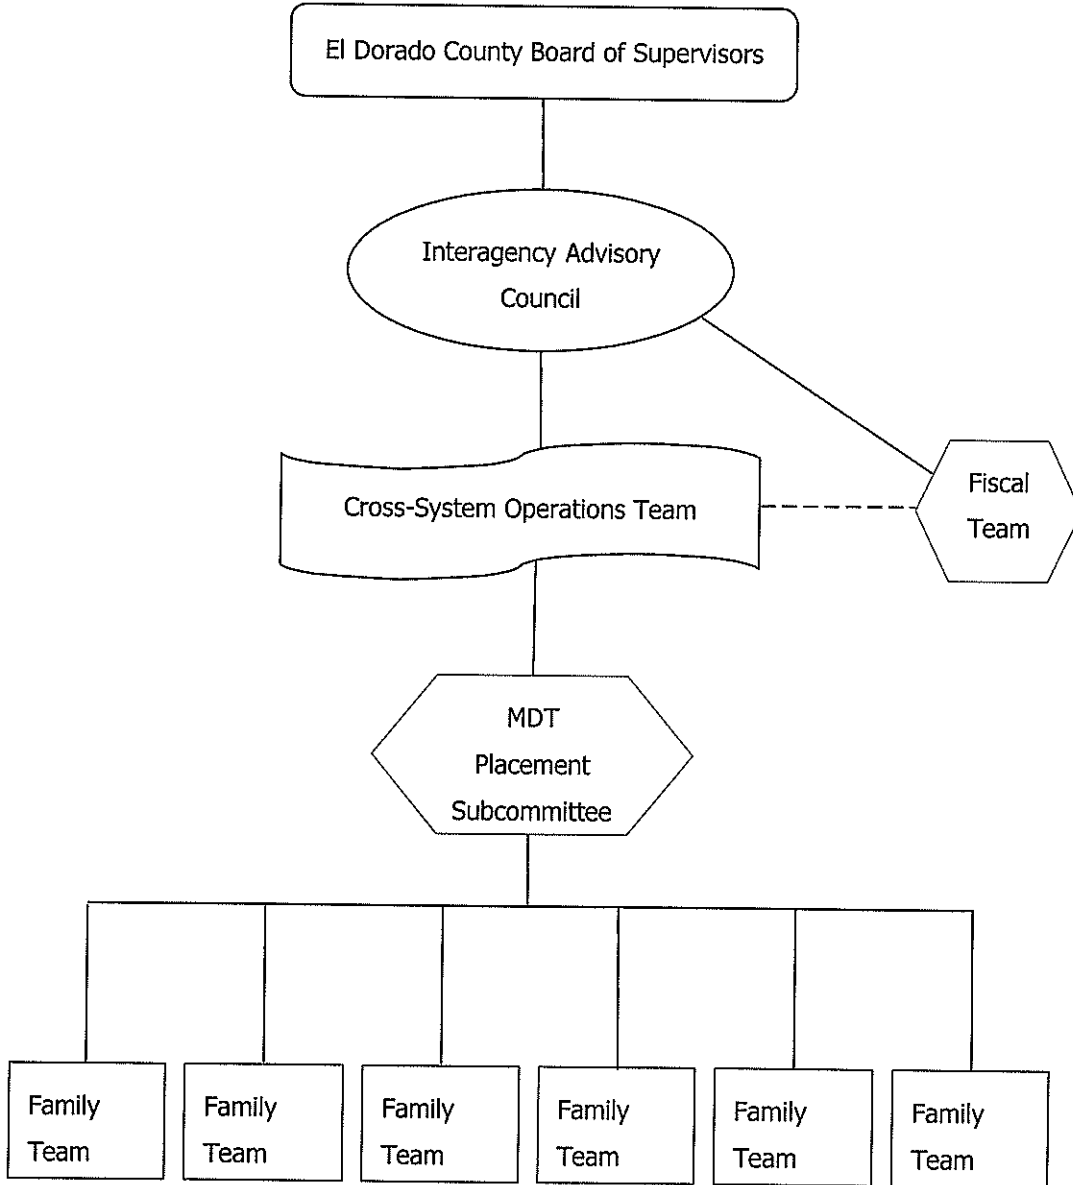 El Dorado County Board of Supervisors
Interagency Advisory
Council
Cross-System Operations Team
Fiscal
Team
MDT
Placement
Subcommittee
Family
Team
Family
Team
Family
Team
Family
Team
Family
Team
Family
Team